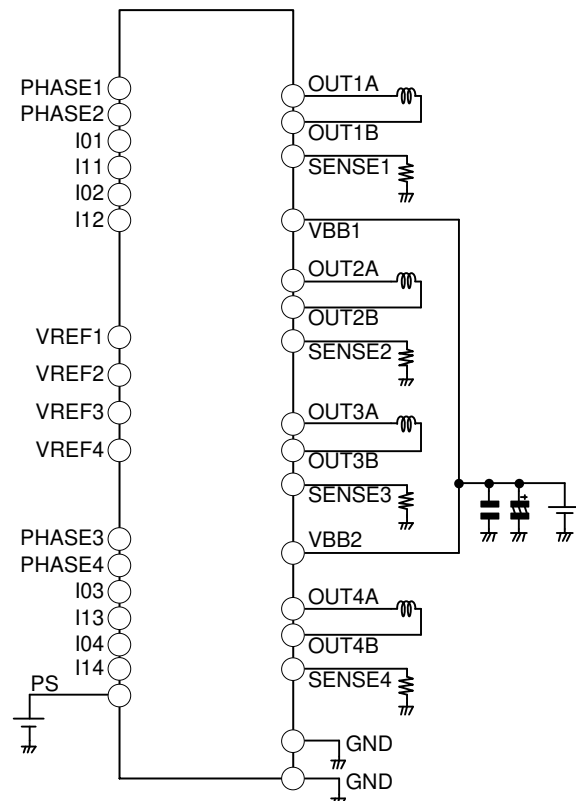 PHASE1
PHASE2
I01
I11
I02
I12
VREF1
VREF2
VREF3
VREF4
PHASE3
PHASE4
I03
I13
I04
I14
PS
OUT1A
OUT1B
SENSE1
VBB1
OUT2A
OUT2B
SENSE2
OUT3A
OUT3B
SENSE3
VBB2
OUT4A
OUT4B
SENSE4
GND
GND
+